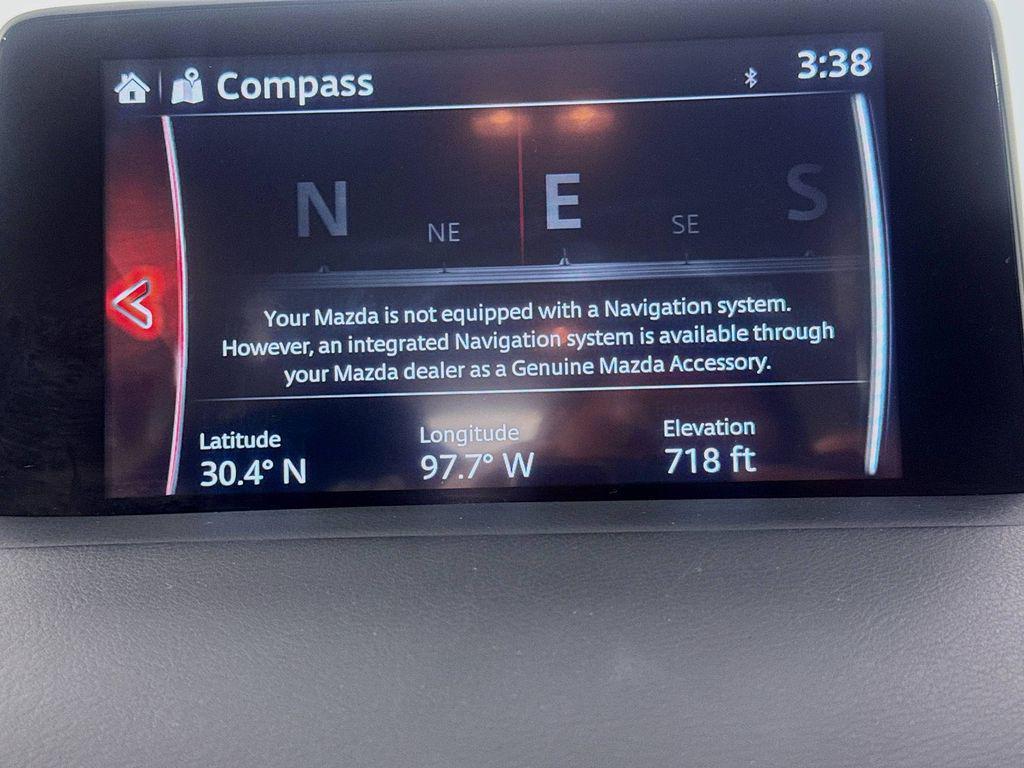 Compass
3:38
N NE E SE S
Your Mazda is not equipped with a Navigation system.
However, an integrated Navigation system is available through
your Mazda dealer as a Genuine Mazda Accessory.
Latitude Longitude Elevation
30.4° N 97.7° W 718 ft